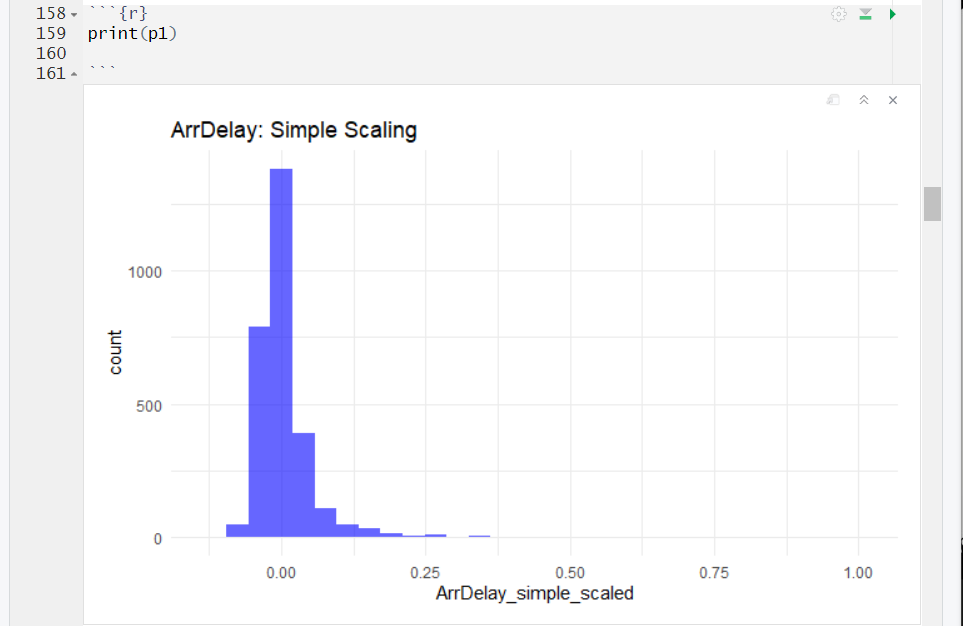 158 ```{r}
159 print(p1)
160
161 ```
ArrDelay: Simple Scaling
1000
500
0
count
0.00 0.25 0.50 0.75 1.00
ArrDelay_simple_scaled